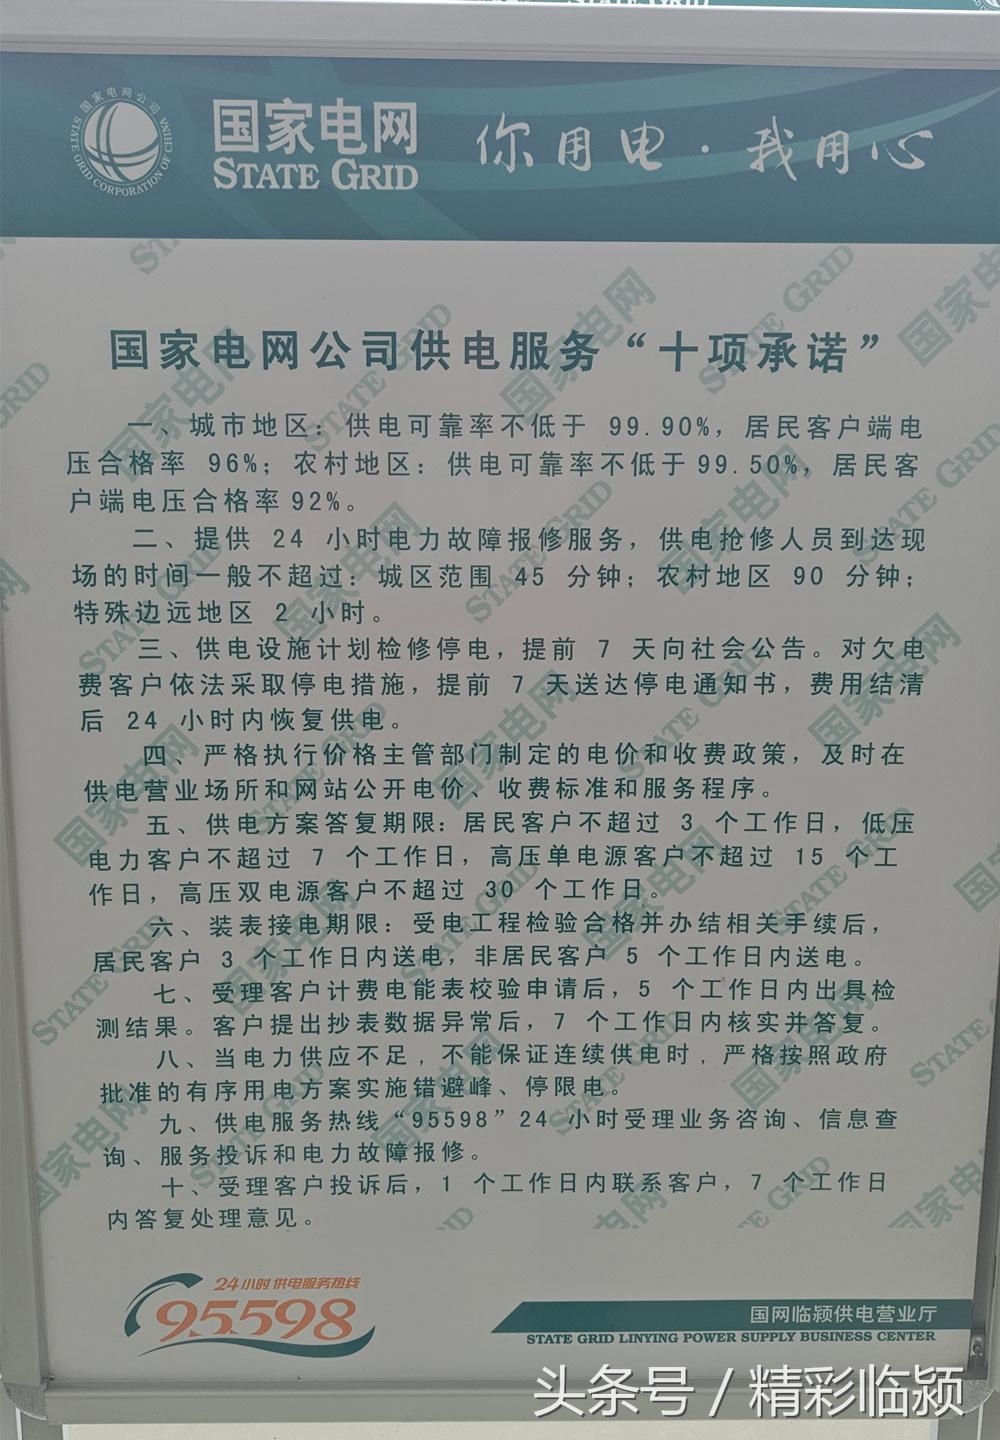 STATE GRID
国家电网公司
STATE GRID CORPORATION OF CHINA
国家电网
STATE GRID
你用电·我用心
国家电网公司供电服务“十项承诺”
一、城市地区：供电可靠率不低于 99.90%，居民客户端电
压合格率 96%；农村地区：供电可靠率不低于99.50%，居民客
户端电压合格率92%。
二、提供 24 小时电力故障报修服务，供电抢修人员到达现
场的时间一般不超过：城区范围 45 分钟；农村地区 90 分钟；
特殊边远地区 2 小时。
三、供电设施计划检修停电，提前 7 天向社会公告。对欠电
费客户依法采取停电措施，提前 7 天送达停电通知书，费用结清
后 24 小时内恢复供电。
四、严格执行价格主管部门制定的电价和收费政策，及时在
供电营业场所和网站公开电价、收费标准和服务程序。
五、供电方案答复期限：居民客户不超过 3 个工作日，低压
电力客户不超过 7 个工作日，高压单电源客户不超过 15 个工
作日，高压双电源客户不超过 30 个工作日。
六、装表接电期限：受电工程检验合格并办结相关手续后，
居民客户 3 个工作日内送电，非居民客户 5 个工作日内送电。
七、受理客户计费电能表校验申请后，5 个工作日内出具检
测结果。客户提出抄表数据异常后，7 个工作日内核实并答复。
八、当电力供应不足，不能保证连续供电时，严格按照政府
批准的有序用电方案实施错避峰、停限电。
九、供电服务热线“95598”24 小时受理业务咨询、信息查
询、服务投诉和电力故障报修。
十、受理客户投诉后，1 个工作日内联系客户，7 个工作日
内答复处理意见。
24小时 供电服务热线
95598
国网临颍供电营业厅
STATE GRID LINYING POWER SUPPLY BUSINESS CENTER
头条号 / 精彩临颍